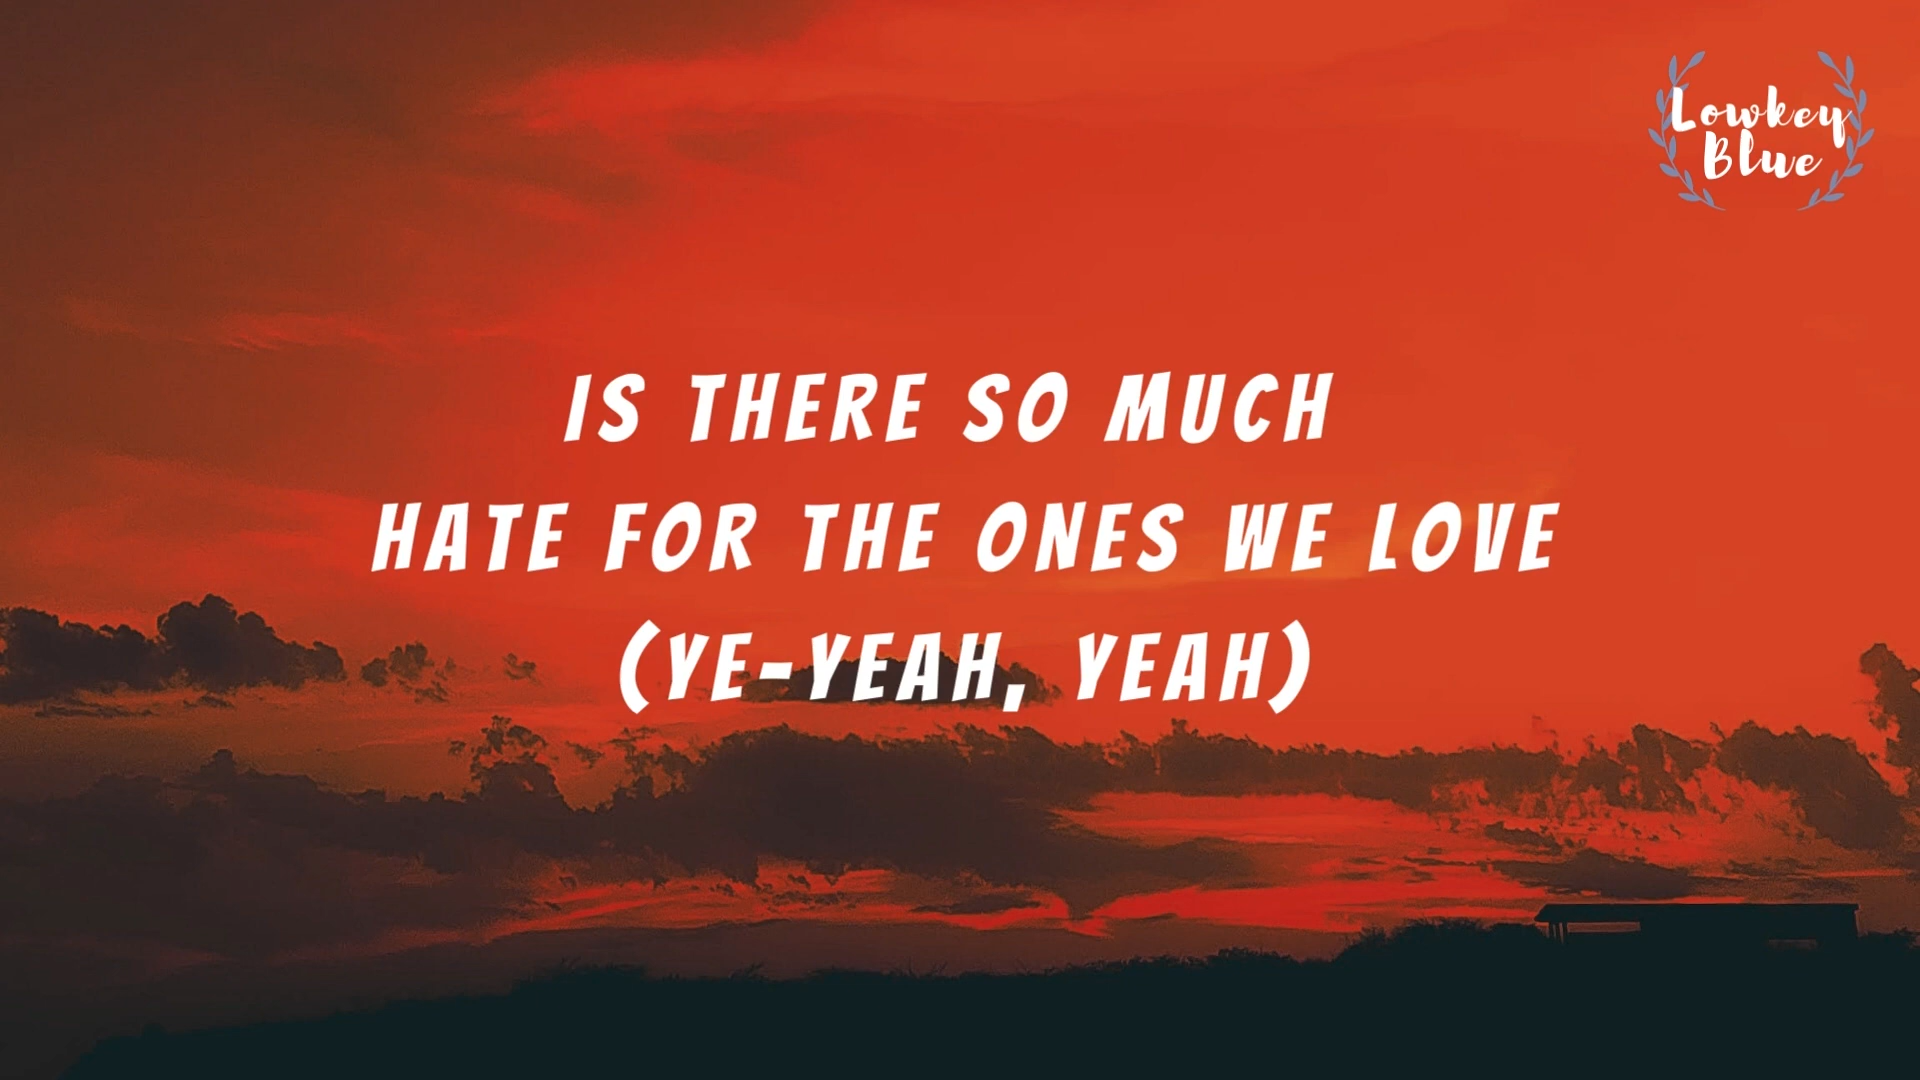 Lowkey
Blue
IS THERE SO MUCH
HATE FOR THE ONES WE LOVE
(YE-YEAH, YEAH)